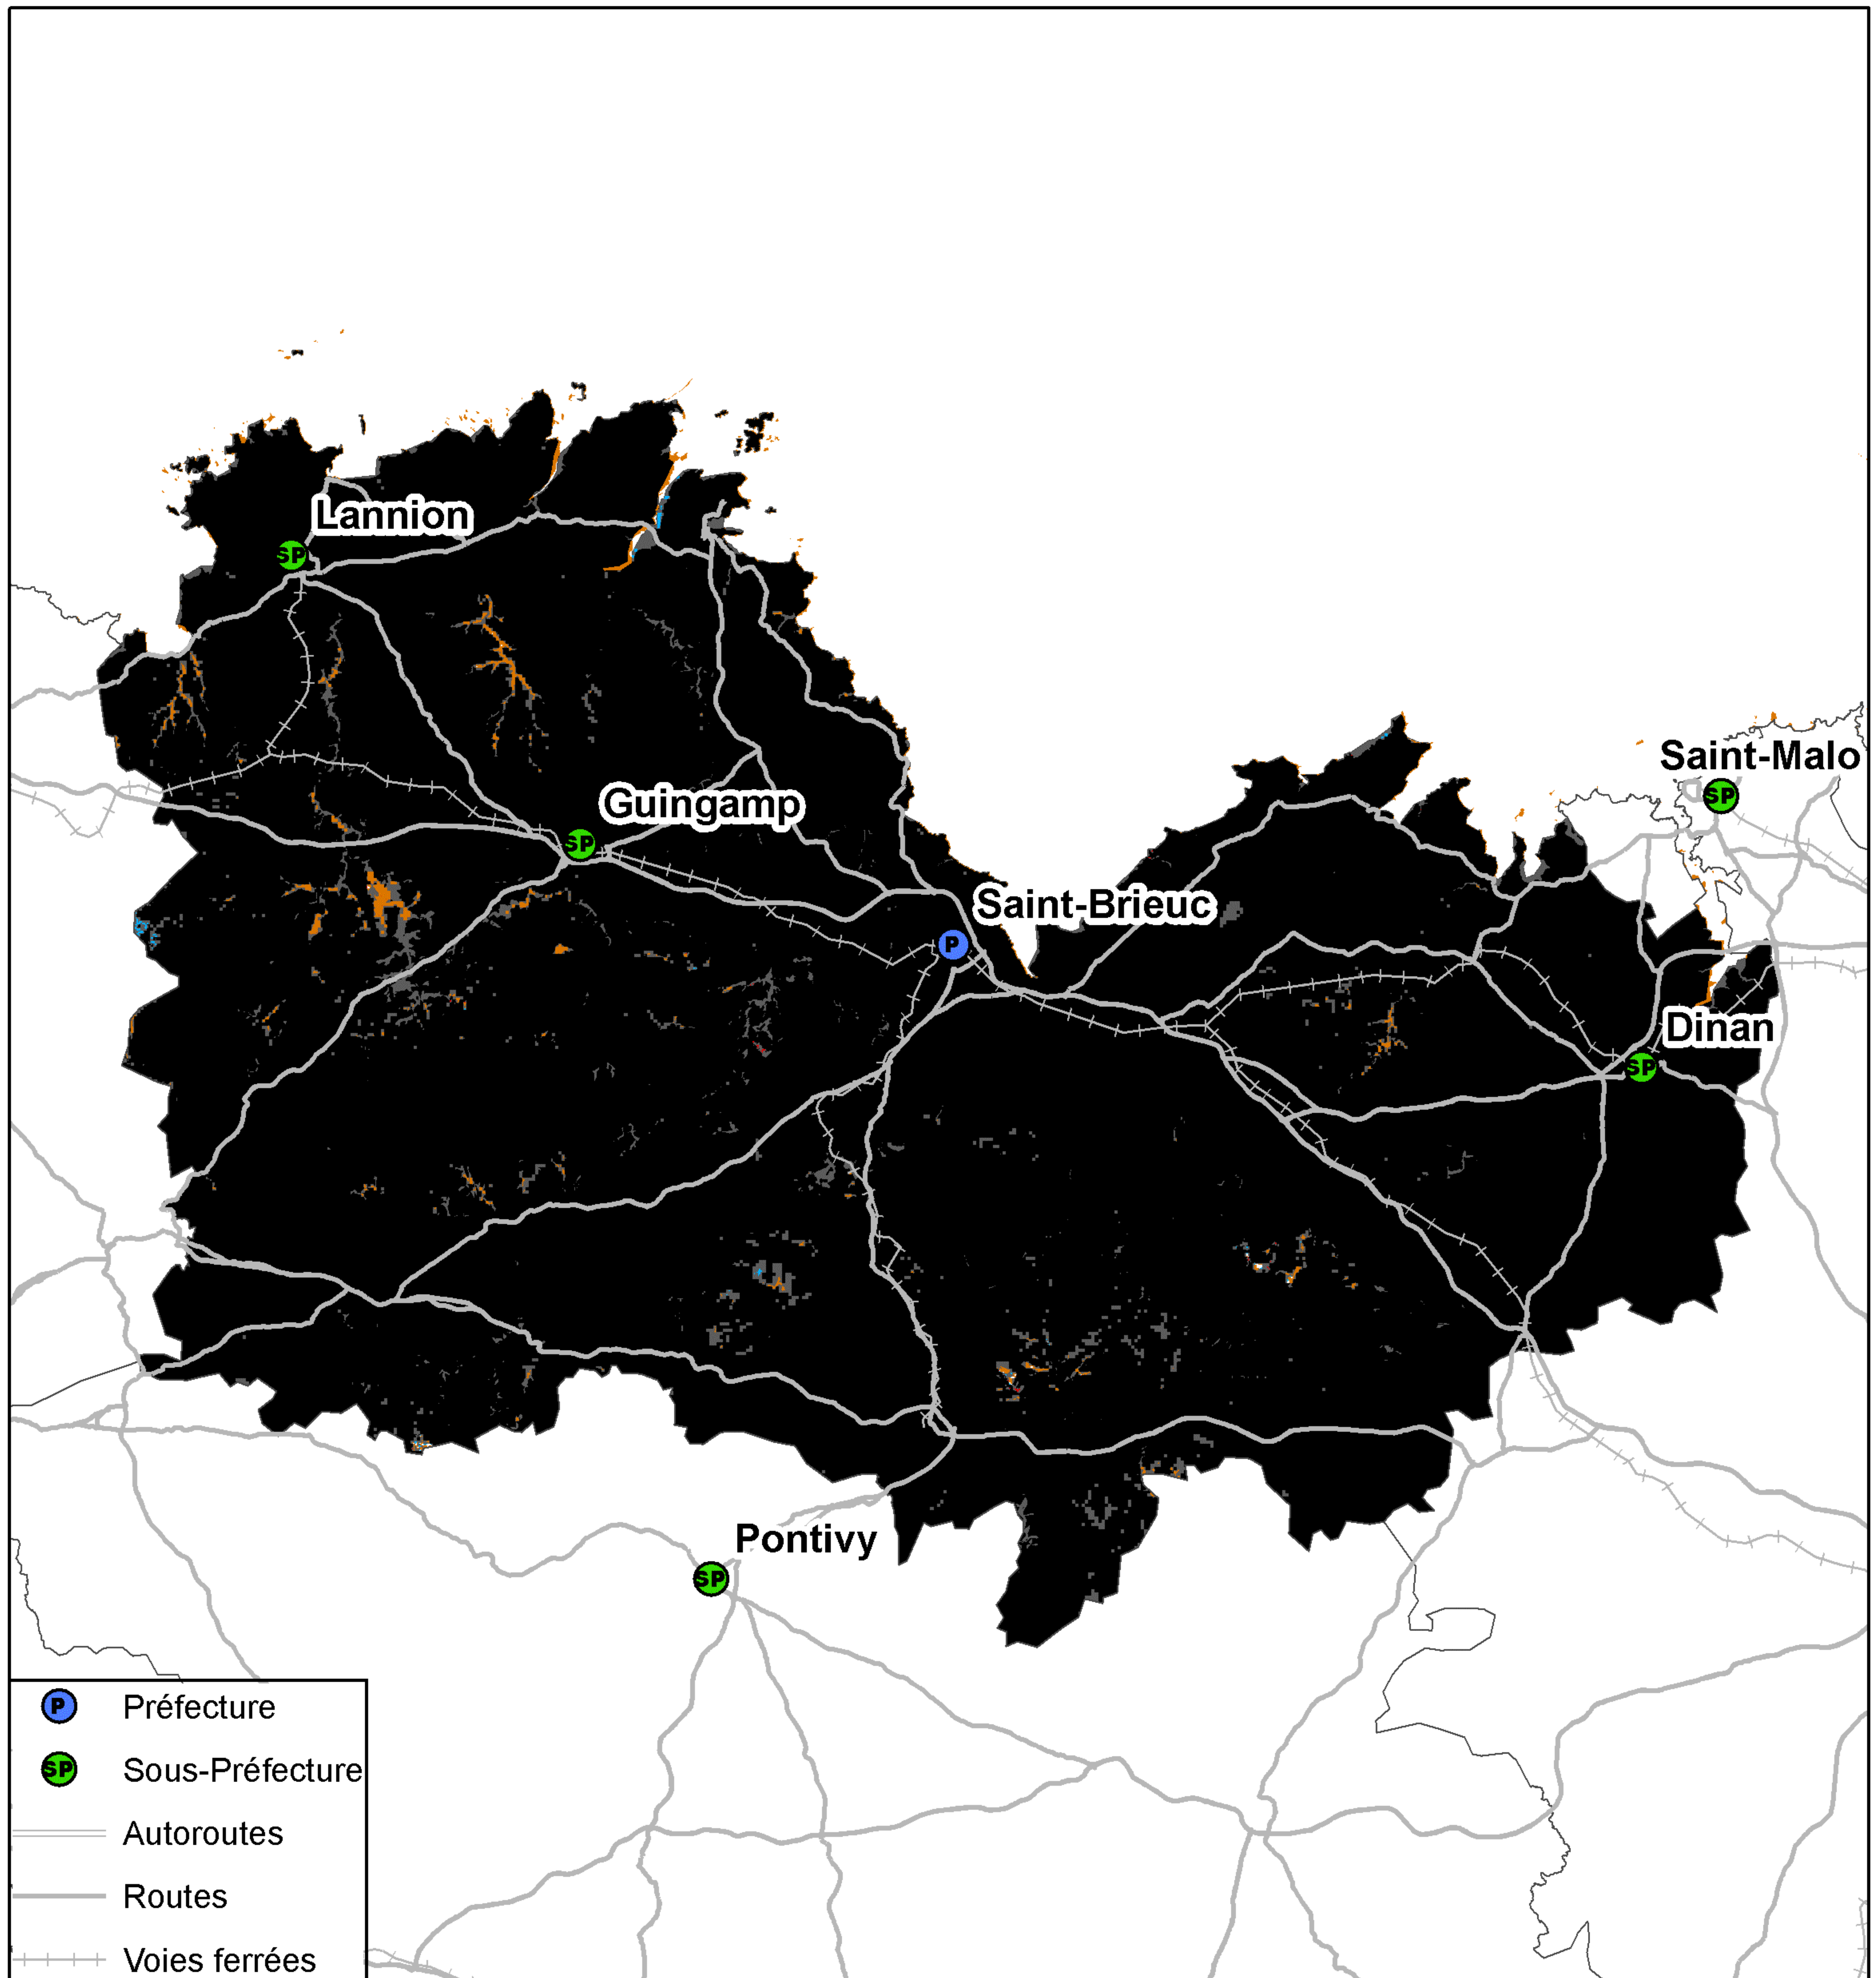 Lannion
SP
Saint-Malo
SP
Guingamp
SP
Saint-Brieuc
P
Dinan
SP
Pontivy
SP
P Préfecture
SP Sous-Préfecture
Autoroutes
Routes
Voies ferrées